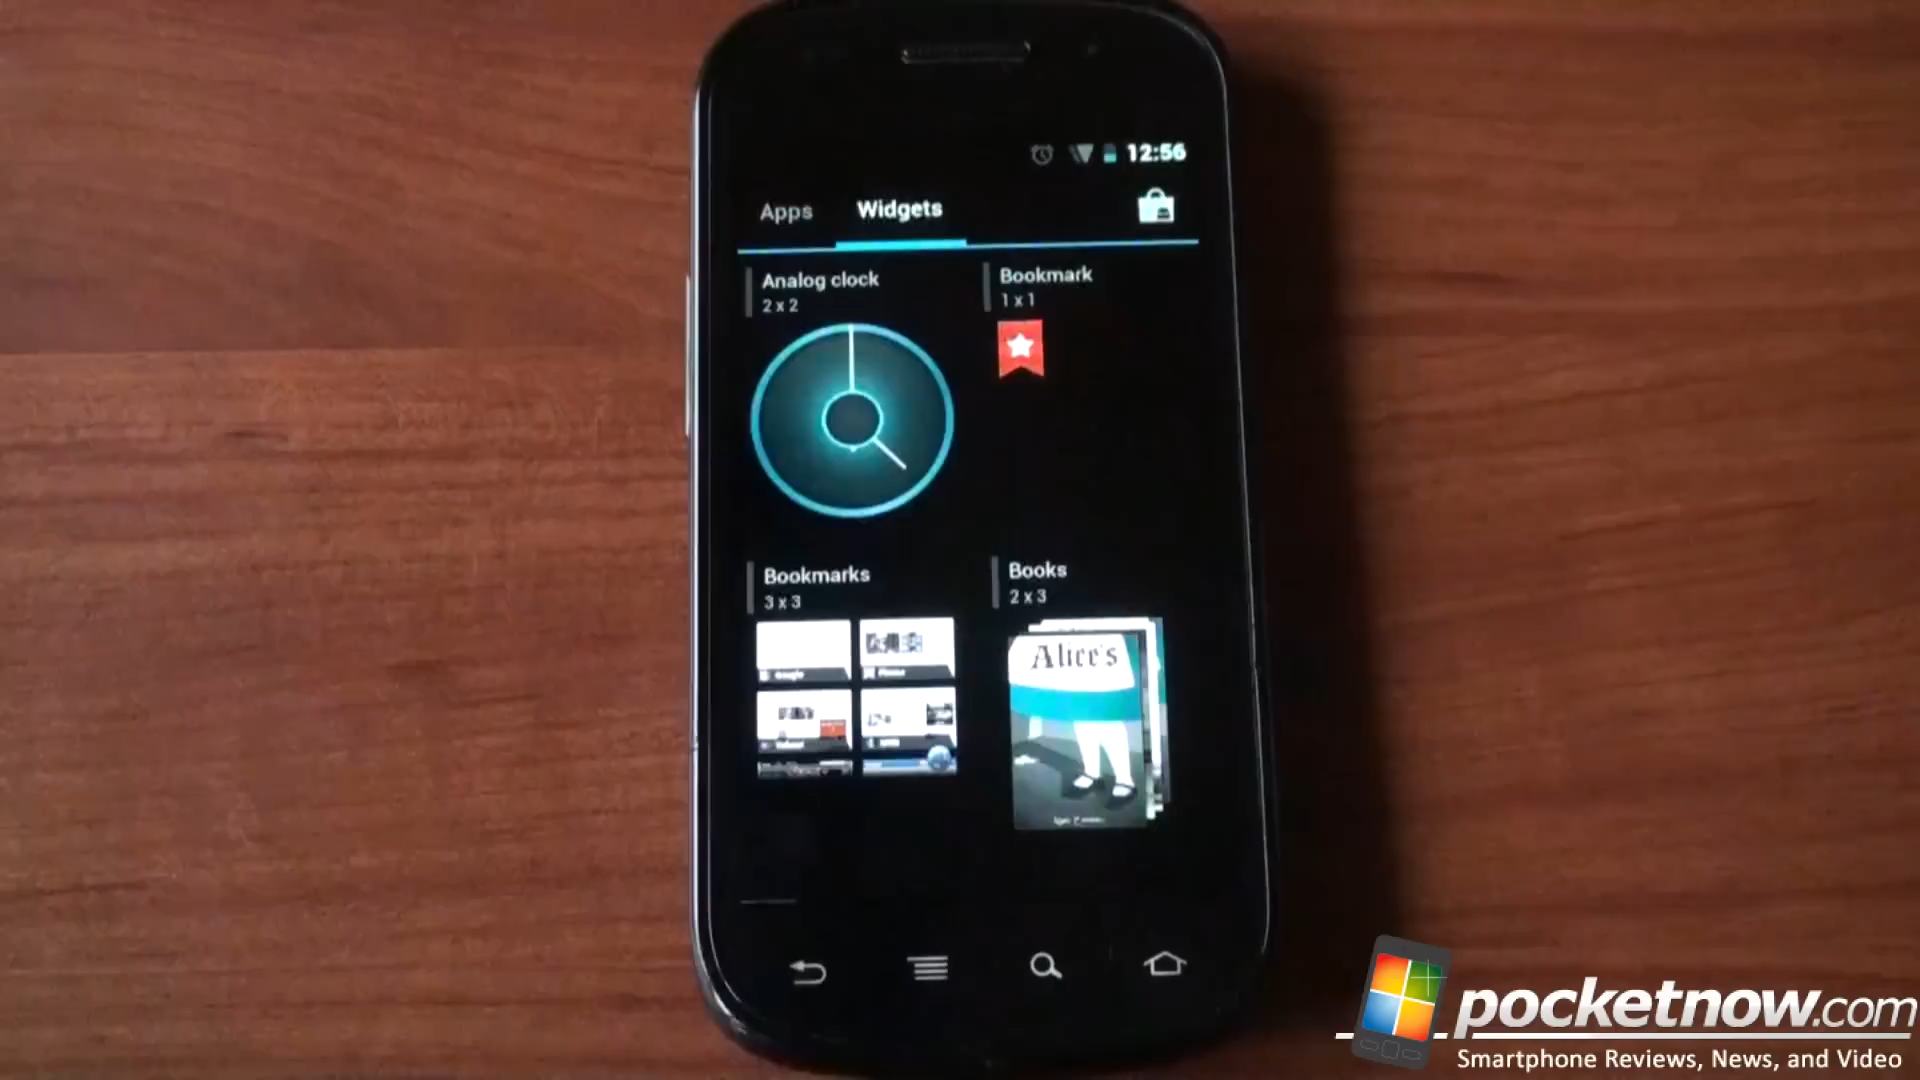 12:56
Apps Widgets
Analog clock
2 x 2
Bookmark
1 x 1
Bookmarks
3 x 3
Books
2 x 3
Google
Alice's
pocketnow.com
Smartphone Reviews, News, and Video